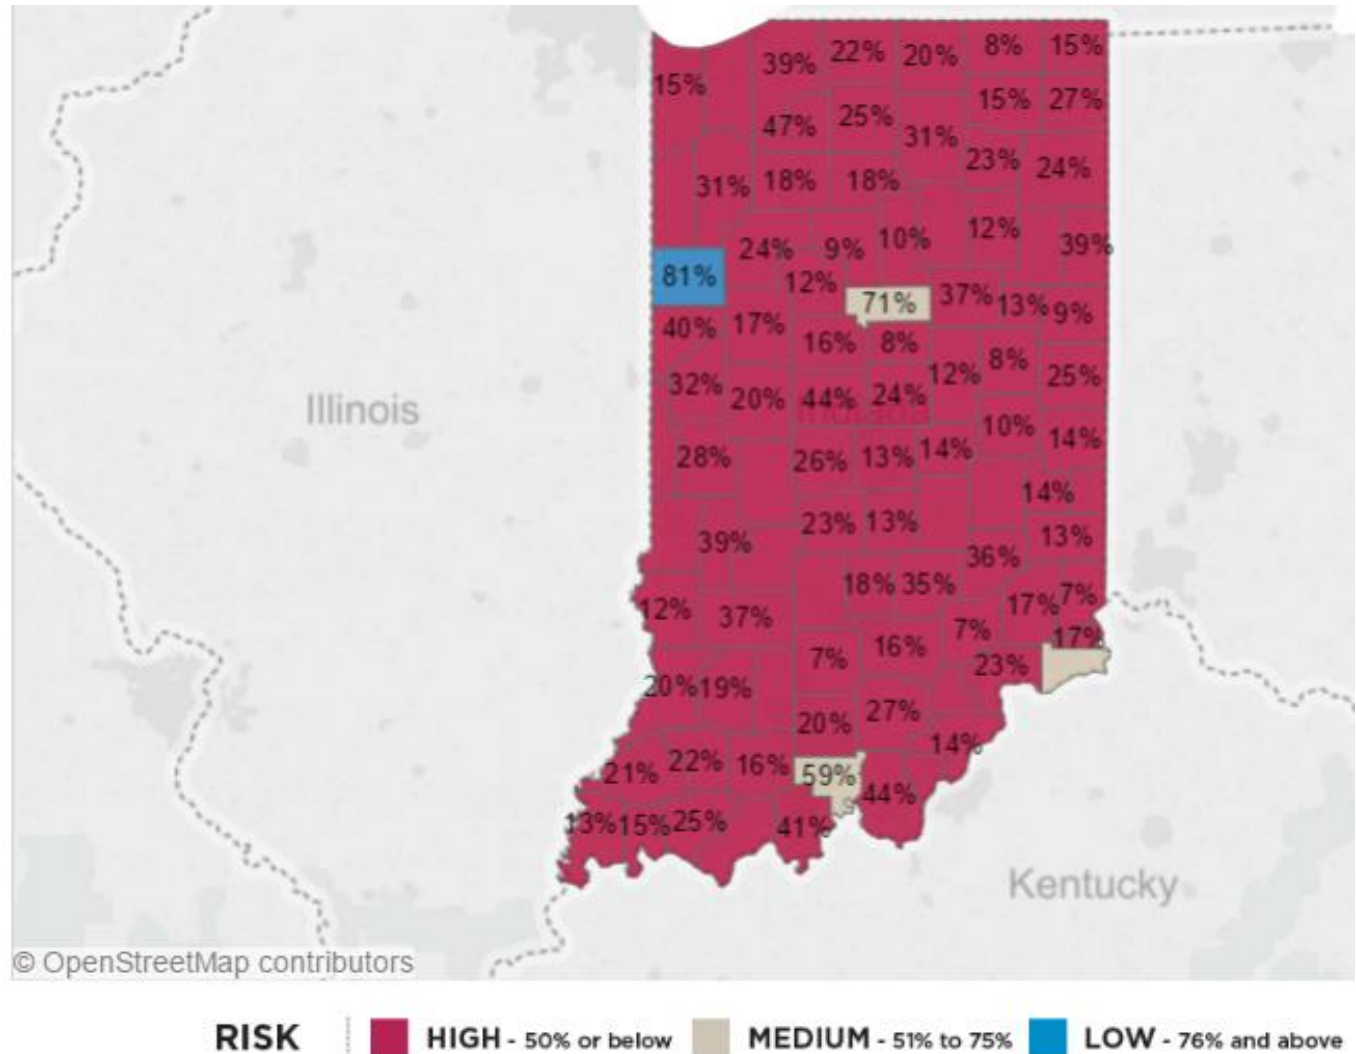 39% 22% 20% 8% 15%
15%
47% 25% 31% 15% 27%
31% 18% 18% 23% 24%
24% 9% 10% 12% 39%
81% 12% 71% 37% 13% 9%
40% 17% 16% 8% 12% 8% 25%
32% 20% 44% 24% 10% 14%
Illinois
Indiana
28% 26% 13% 14%
14%
39% 23% 13% 36% 13%
18% 35% 17% 7%
12% 37% 7% 16% 7% 17%
23%
20% 19% 20% 27%
14%
21% 22% 16% 59% 44%
13% 15% 25% 41%
Kentucky
© OpenStreetMap contributors
RISK HIGH - 50% or below MEDIUM - 51% to 75% LOW - 76% and above